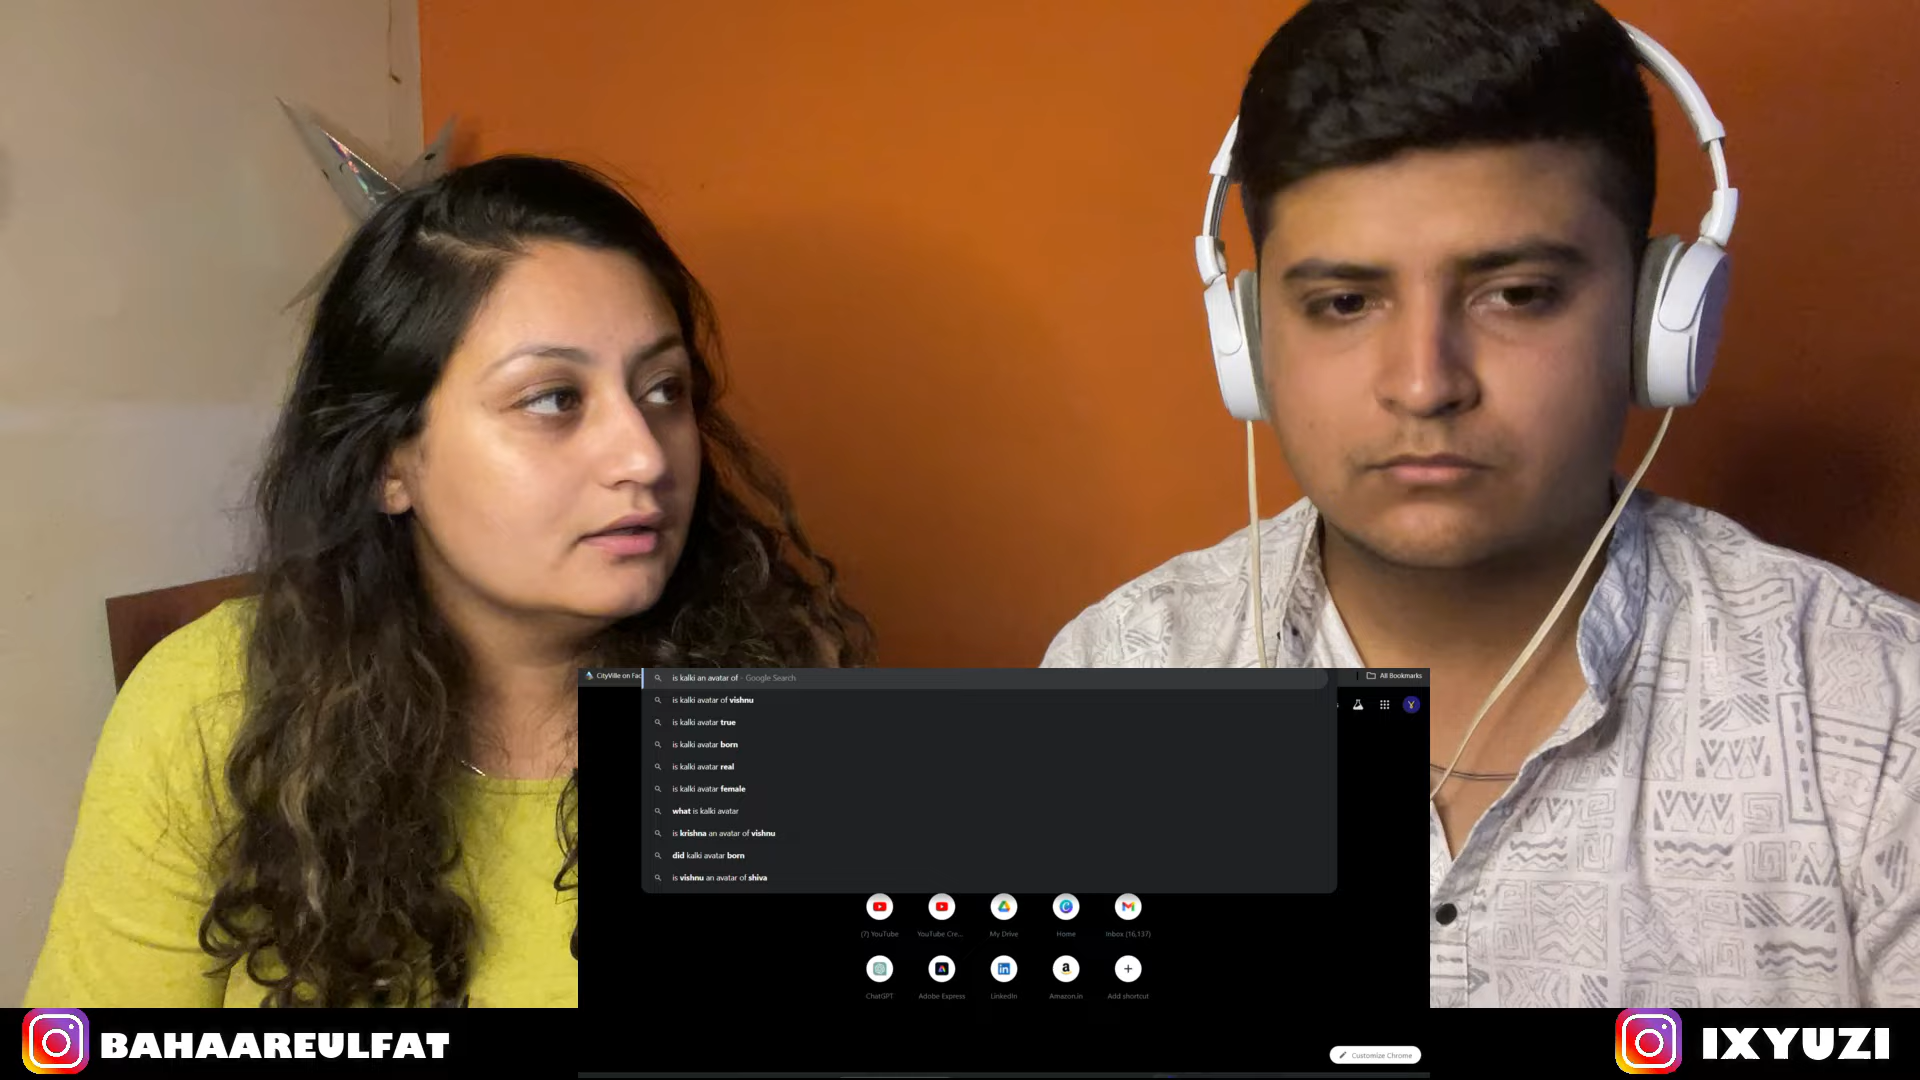 CityVille on Fac
is kalki an avatar of - Google Search
All Bookmarks
is kalki avatar of vishnu
is kalki avatar true
is kalki avatar born
is kalki avatar real
is kalki avatar female
what is kalki avatar
is krishna an avatar of vishnu
did kalki avatar born
is vishnu an avatar of shiva
Y
(7) YouTube
YouTube Cre...
My Drive
Home
Inbox (16,137)
ChatGPT
Adobe Express
LinkedIn
Amazon.in
Add shortcut
Customize Chrome
BAHAAREULFAT
IXYUZI